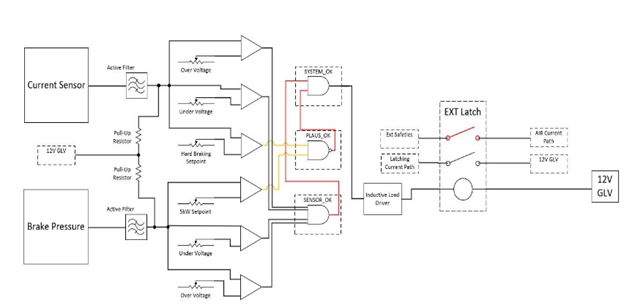 Current Sensor
Active Filter
Over Voltage
Under Voltage
Pull-Up
Resistor
12V GLV
Pull-Up
Resistor
Hard Braking
Setpoint
5kW Setpoint
Brake Pressure
Active Filter
Under Voltage
Over Voltage
SYSTEM_OK
PLAUS_OK
SENSOR_OK
Inductive Load
Driver
EXT Latch
Ext Safeties
Latching
Current Path
AIR Current
Path
12V GLV
12V
GLV